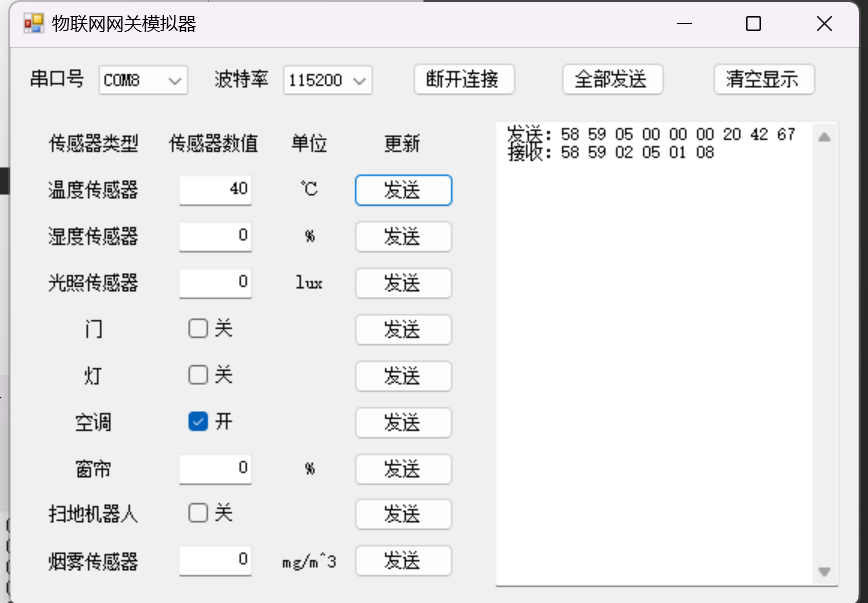 物联网网关模拟器
串口号 COM8 波特率 115200 断开连接 全部发送 清空显示
传感器类型 传感器数值 单位 更新
温度传感器 40 ℃ 发送
湿度传感器 0 % 发送
光照传感器 0 lux 发送
门 关 发送
灯 关 发送
空调 开 发送
窗帘 0 % 发送
扫地机器人 关 发送
烟雾传感器 0 mg/m^3 发送
发送: 58 59 05 00 00 00 20 42 67
接收: 58 59 02 05 01 08